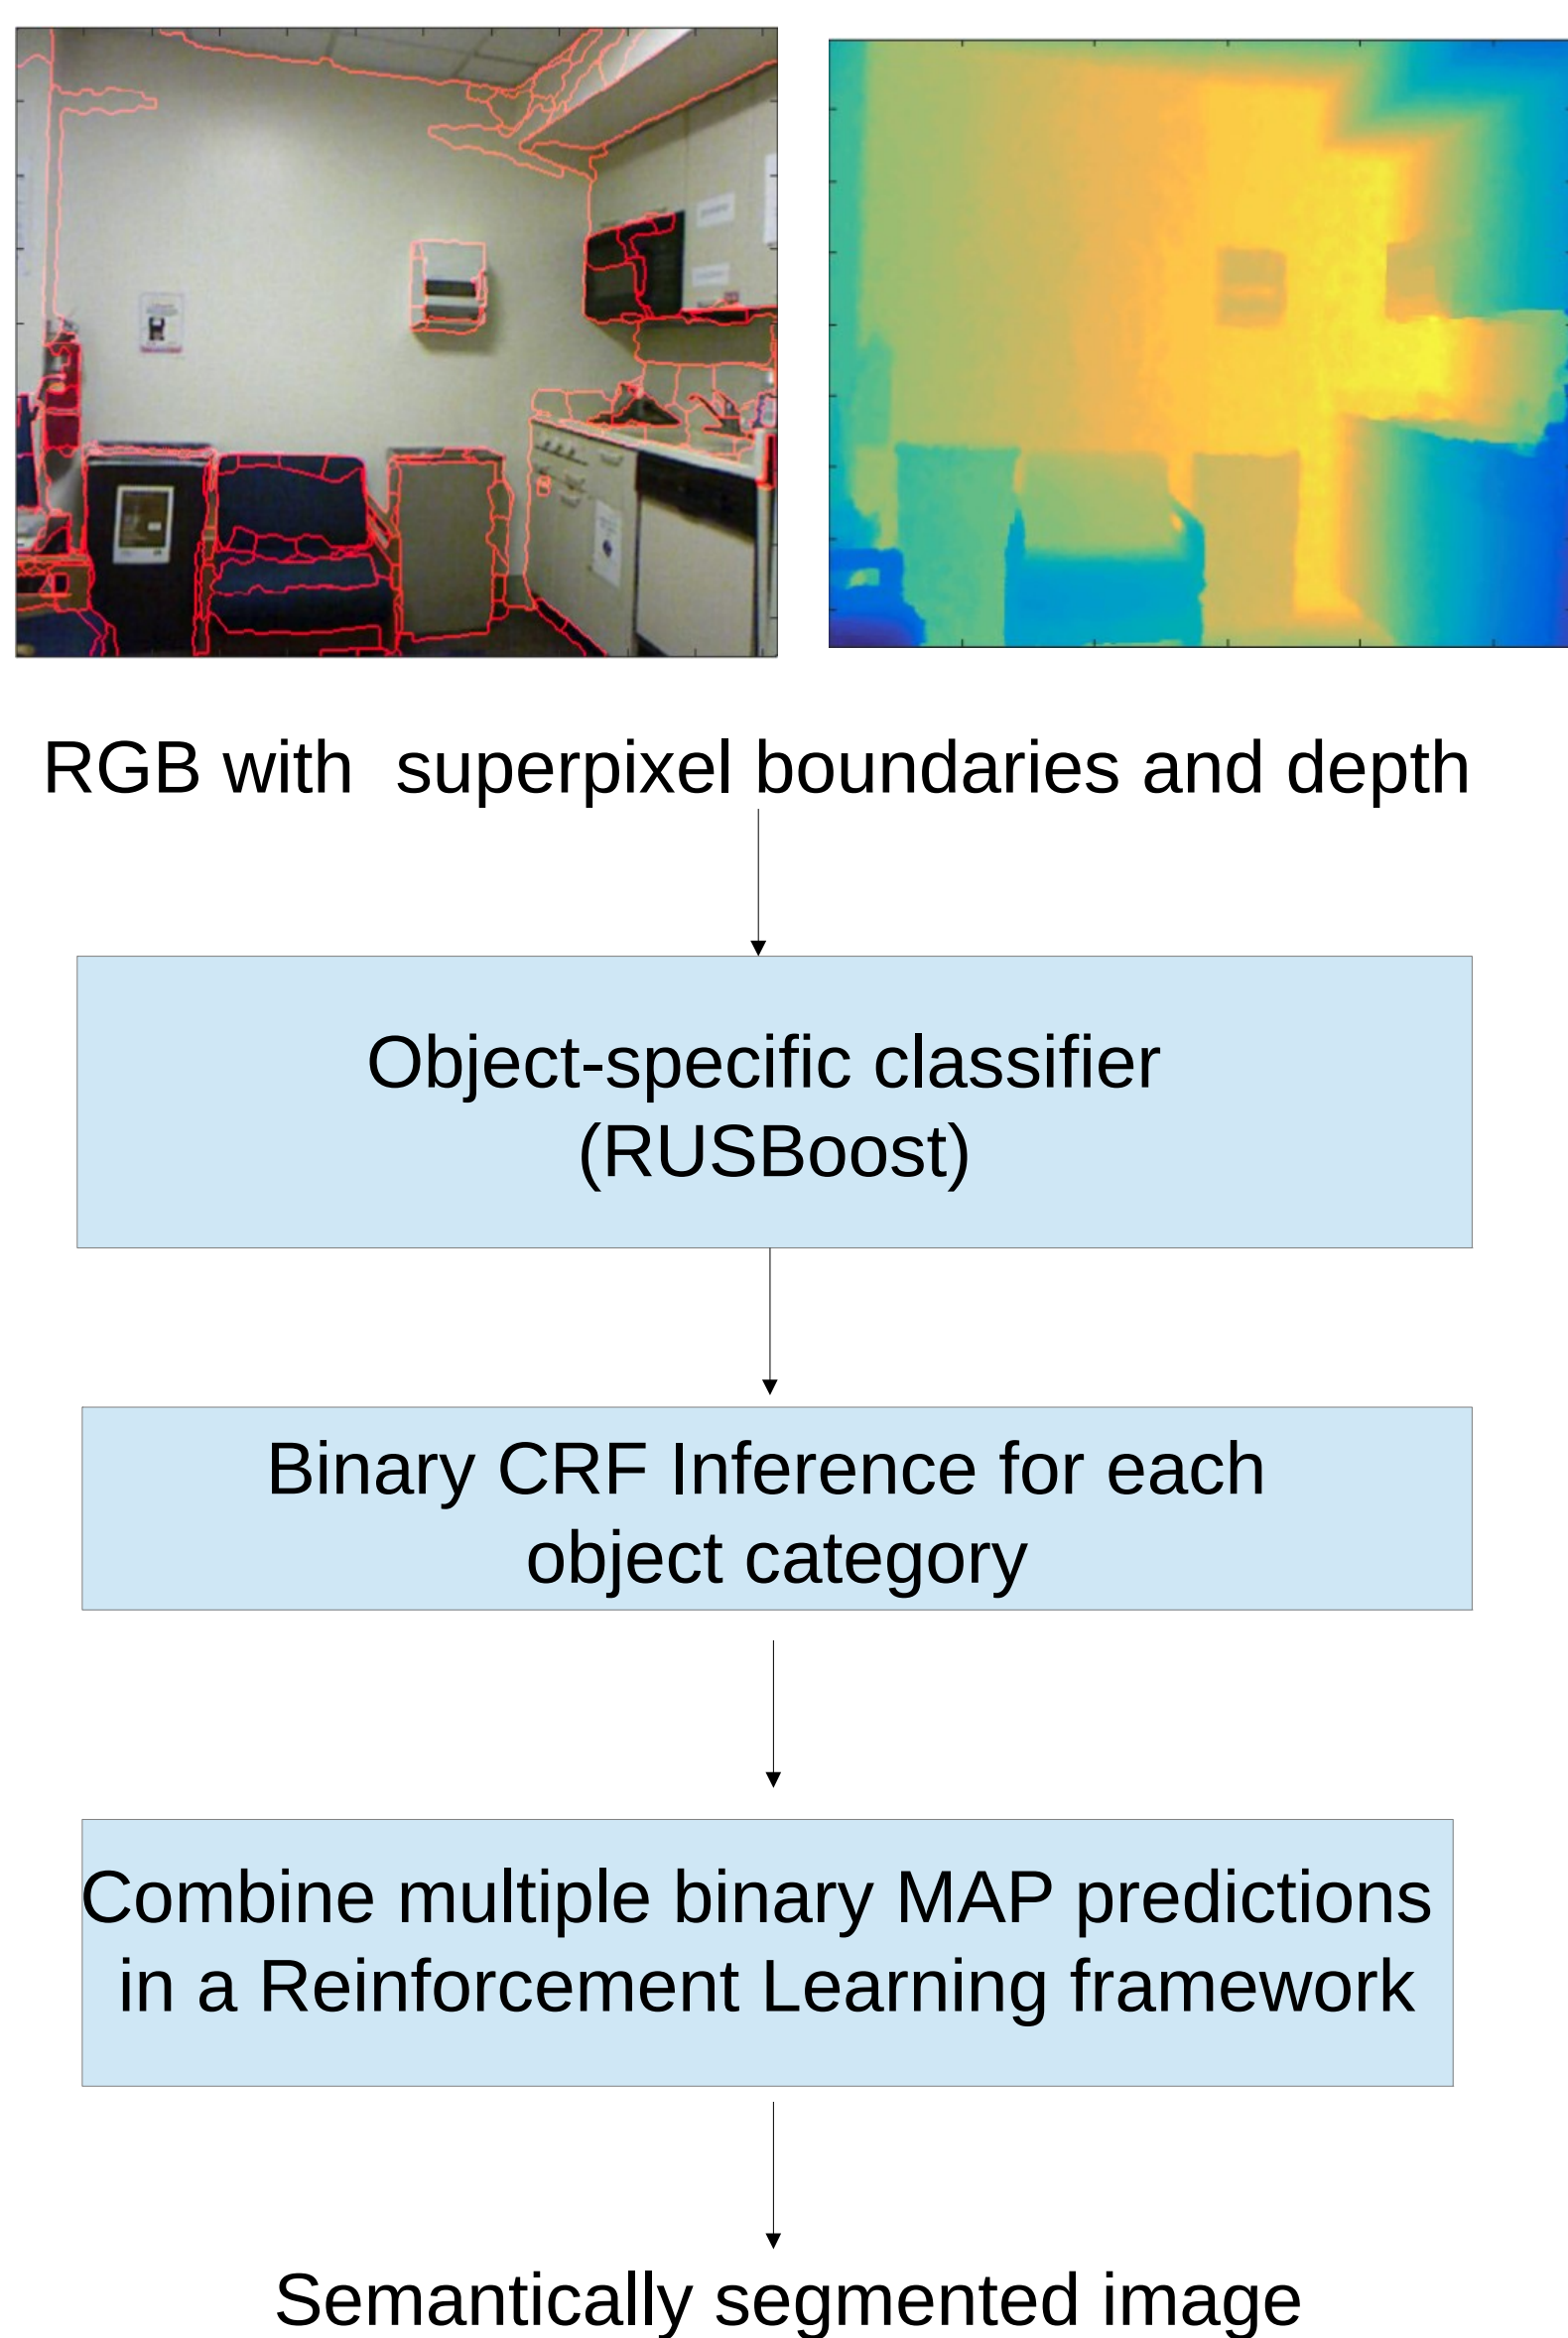 RGB with  superpixel boundaries and depth
Object-specific classifier
(RUSBoost)
Binary CRF Inference for each
object category
Combine multiple binary MAP predictions
in a Reinforcement Learning framework
Semantically segmented image